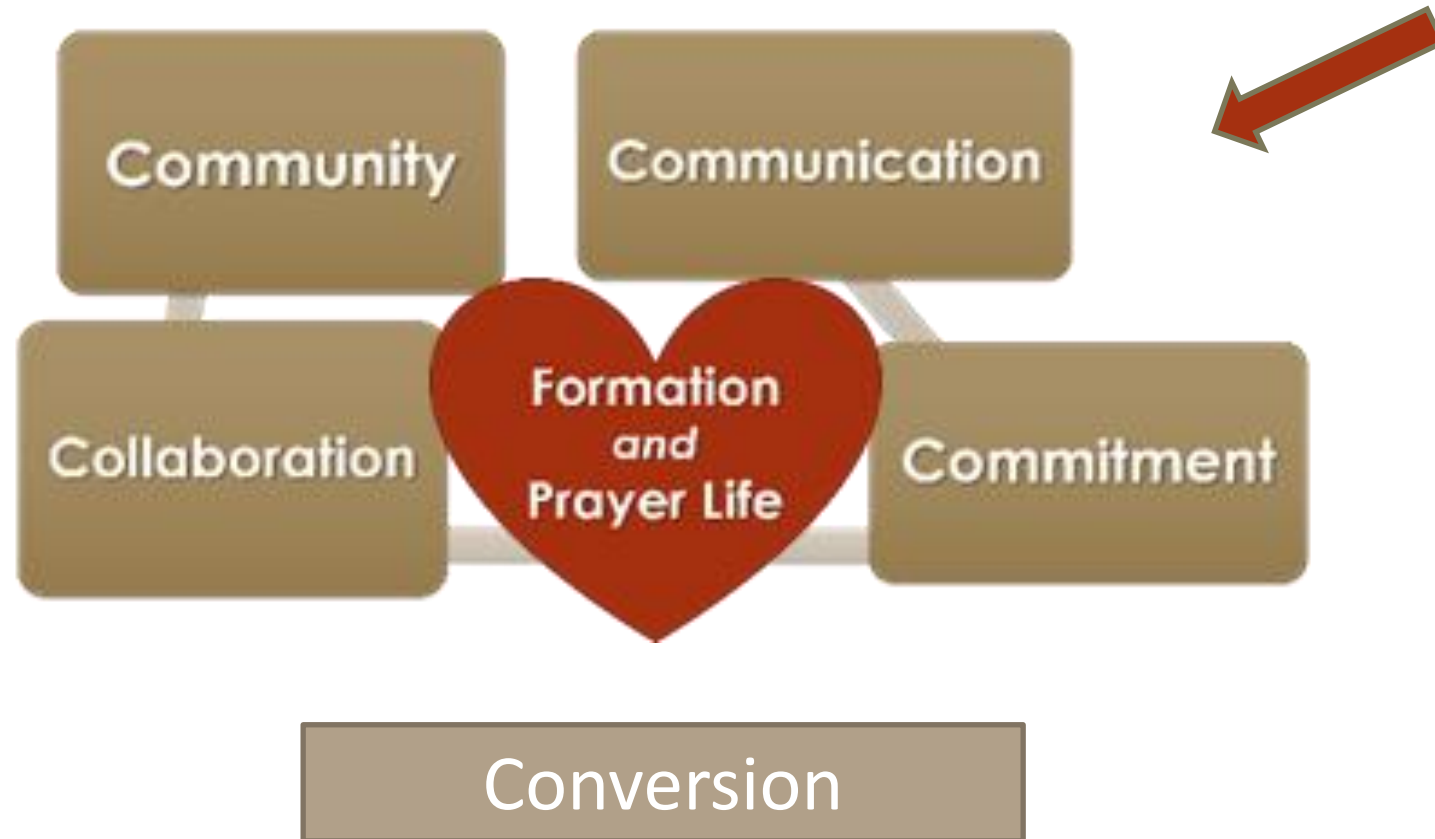 Community
Communication
Collaboration
Formation
and
Prayer Life
Commitment
Conversion